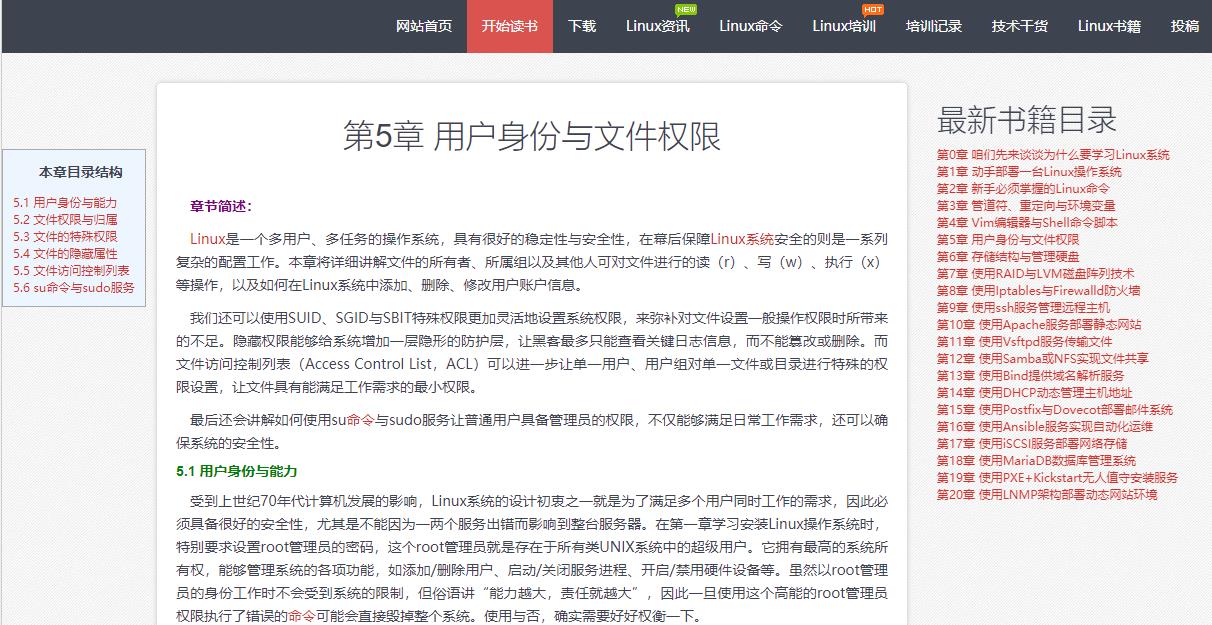 网站首页 开始读书 下载 Linux资讯 NEW Linux命令 Linux培训 HOT 培训记录 技术干货 Linux书籍 投稿
本章目录结构
5.1 用户身份与能力
5.2 文件权限与归属
5.3 文件的特殊权限
5.4 文件的隐藏属性
5.5 文件访问控制列表
5.6 su命令与sudo服务
第5章 用户身份与文件权限
章节简述：
Linux是一个多用户、多任务的操作系统，具有很好的稳定性与安全性，在幕后保障Linux系统安全的则是一系列
复杂的配置工作。本章将详细讲解文件的所有者、所属组以及其他人可对文件进行的读（r）、写（w）、执行（x）
等操作，以及如何在Linux系统中添加、删除、修改用户账户信息。
我们还可以使用SUID、SGID与SBIT特殊权限更加灵活地设置系统权限，来弥补对文件设置一般操作权限时所带来
的不足。隐藏权限能够给系统增加一层隐形的防护层，让黑客最多只能查看关键日志信息，而不能篡改或删除。而
文件访问控制列表（Access Control List，ACL）可以进一步让单一用户、用户组对单一文件或目录进行特殊的权
限设置，让文件具有能满足工作需求的最小权限。
最后还会讲解如何使用su命令与sudo服务让普通用户具备管理员的权限，不仅能够满足日常工作需求，还可以确
保系统的安全性。
5.1 用户身份与能力
受到上世纪70年代计算机发展的影响，Linux系统的设计初衷之一就是为了满足多个用户同时工作的需求，因此必
须具备很好的安全性，尤其是不能因为一两个服务出错而影响到整台服务器。在第一章学习安装Linux操作系统时，
特别要求设置root管理员的密码，这个root管理员就是存在于所有类UNIX系统中的超级用户。它拥有最高的系统所
有权，能够管理系统的各项功能，如添加/删除用户、启动/关闭服务进程、开启/禁用硬件设备等。虽然以root管理
员的身份工作时不会受到系统的限制，但俗语讲“能力越大，责任就越大”，因此一旦使用这个高能的root管理员
权限执行了错误的命令可能会直接毁掉整个系统。使用与否，确实需要好好权衡一下。
最新书籍目录
第0章 咱们先来谈谈为什么要学习Linux系统
第1章 动手部署一台Linux操作系统
第2章 新手必须掌握的Linux命令
第3章 管道符、重定向与环境变量
第4章 Vim编辑器与Shell命令脚本
第5章 用户身份与文件权限
第6章 存储结构与管理硬盘
第7章 使用RAID与LVM磁盘阵列技术
第8章 使用Iptables与Firewalld防火墙
第9章 使用ssh服务管理远程主机
第10章 使用Apache服务部署静态网站
第11章 使用Vsftpd服务传输文件
第12章 使用Samba或NFS实现文件共享
第13章 使用Bind提供域名解析服务
第14章 使用DHCP动态管理主机地址
第15章 使用Postfix与Dovecot部署邮件系统
第16章 使用Ansible服务实现自动化运维
第17章 使用iSCSI服务部署网络存储
第18章 使用MariaDB数据库管理系统
第19章 使用PXE+Kickstart无人值守安装服务
第20章 使用LNMP架构部署动态网站环境